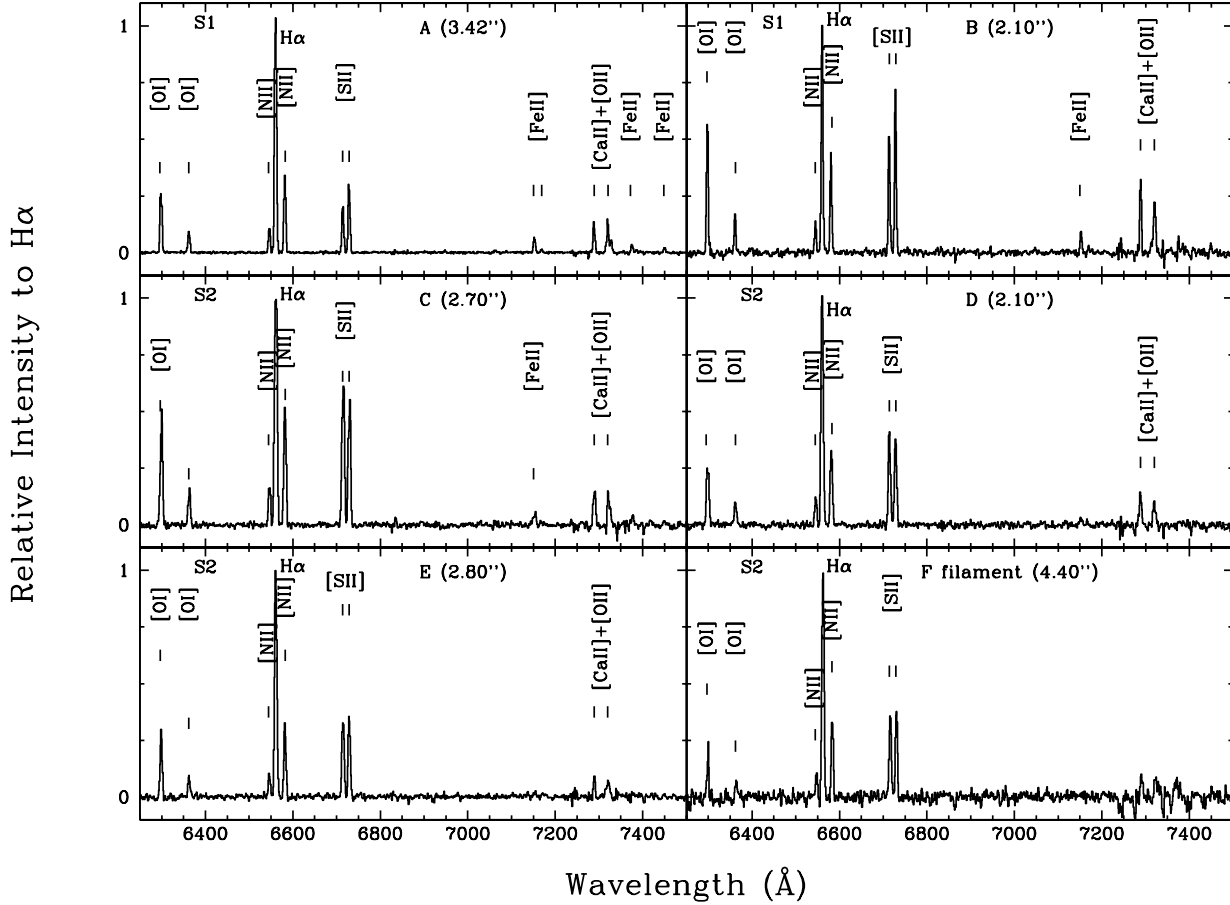 Relative Intensity to Hα
1
S1
Hα
A (3.42'')
[OI]
[OI]
[NII]
[NII]
[SII]
[FeII]
[CaII]+[OII]
[FeII]
[FeII]
0
S1
Hα
B (2.10'')
[OI]
[OI]
[NII]
[NII]
[SII]
[FeII]
[CaII]+[OII]
1
S2
Hα
C (2.70'')
[OI]
[NII]
[NII]
[SII]
[FeII]
[CaII]+[OII]
0
S2
Hα
D (2.10'')
[OI]
[OI]
[NII]
[NII]
[SII]
[CaII]+[OII]
1
S2
Hα
E (2.80'')
[OI]
[OI]
[NII]
[NII]
[SII]
[CaII]+[OII]
0
S2
Hα
F filament (4.40'')
[OI]
[OI]
[NII]
[NII]
[SII]
6400 6600 6800 7000 7200 7400
6400 6600 6800 7000 7200 7400
Wavelength (Å)